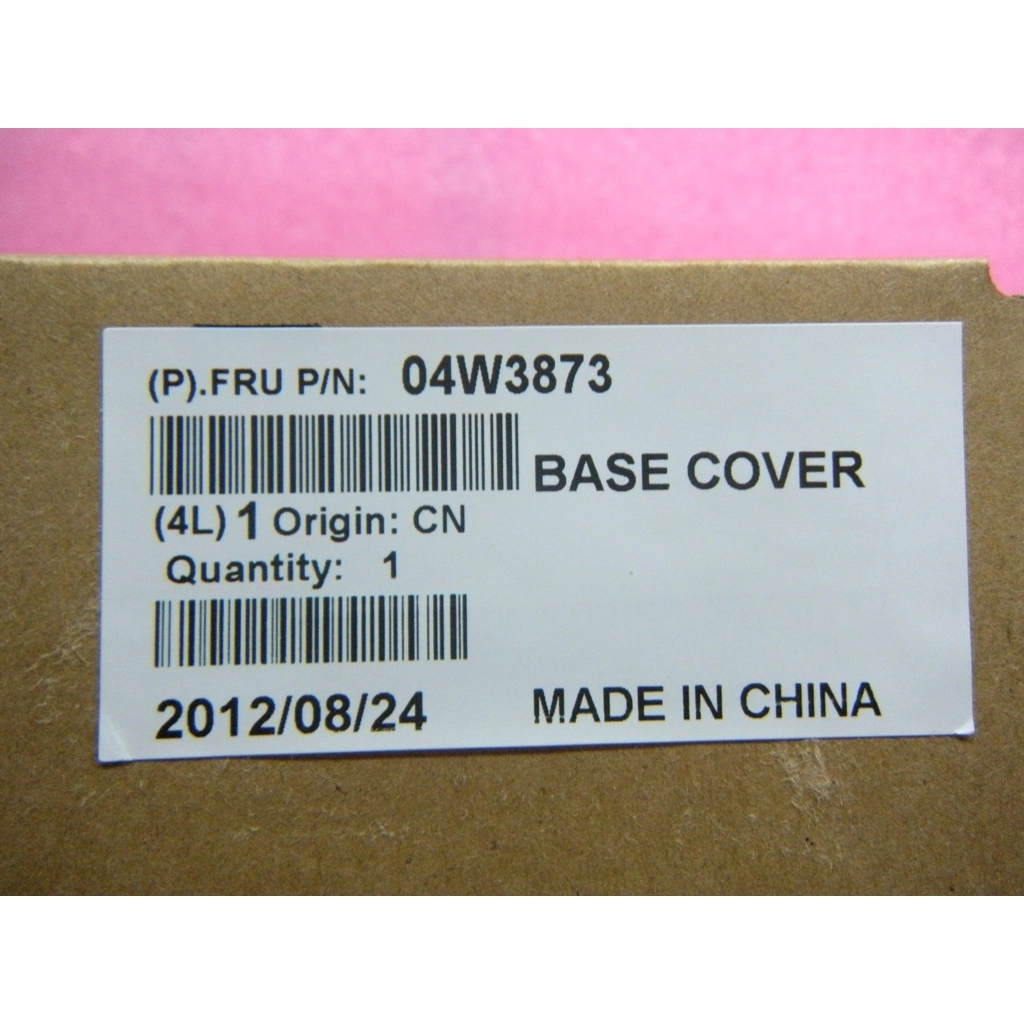 (P).FRU P/N: 04W3873
BASE COVER
(4L) 1 Origin: CN
Quantity: 1
2012/08/24 MADE IN CHINA